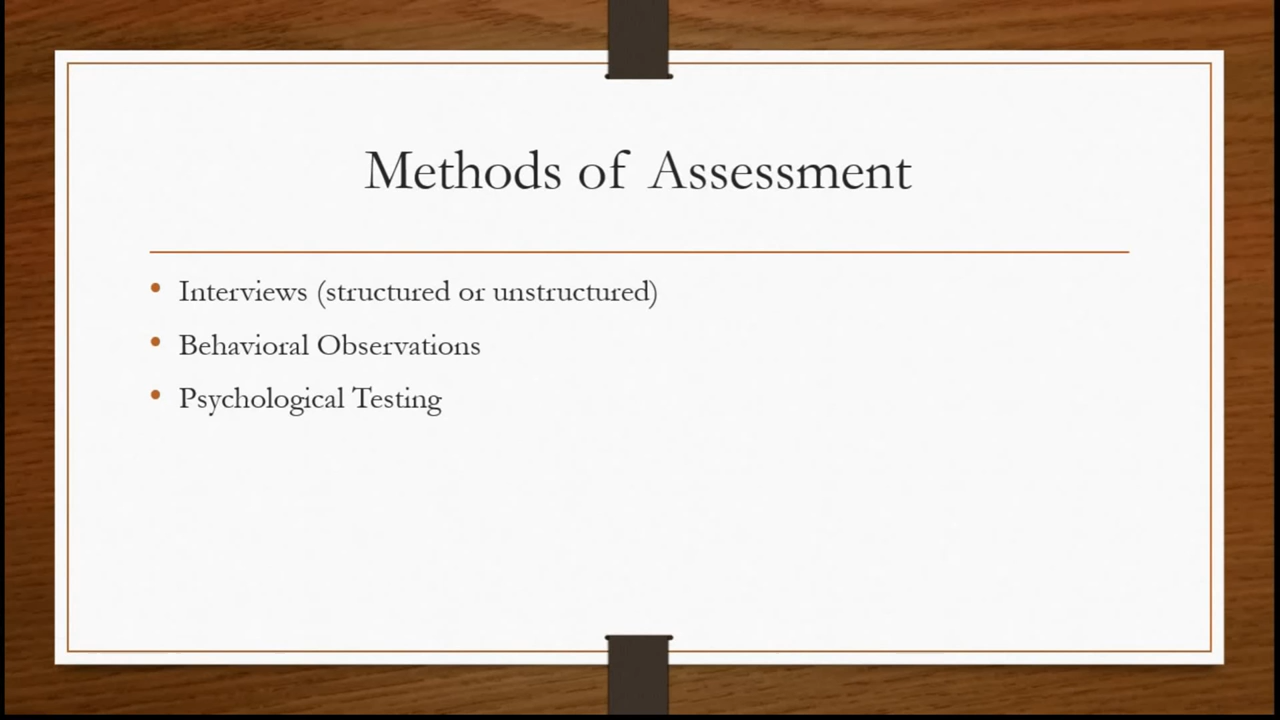 Methods of Assessment
• Interviews (structured or unstructured)
• Behavioral Observations
• Psychological Testing